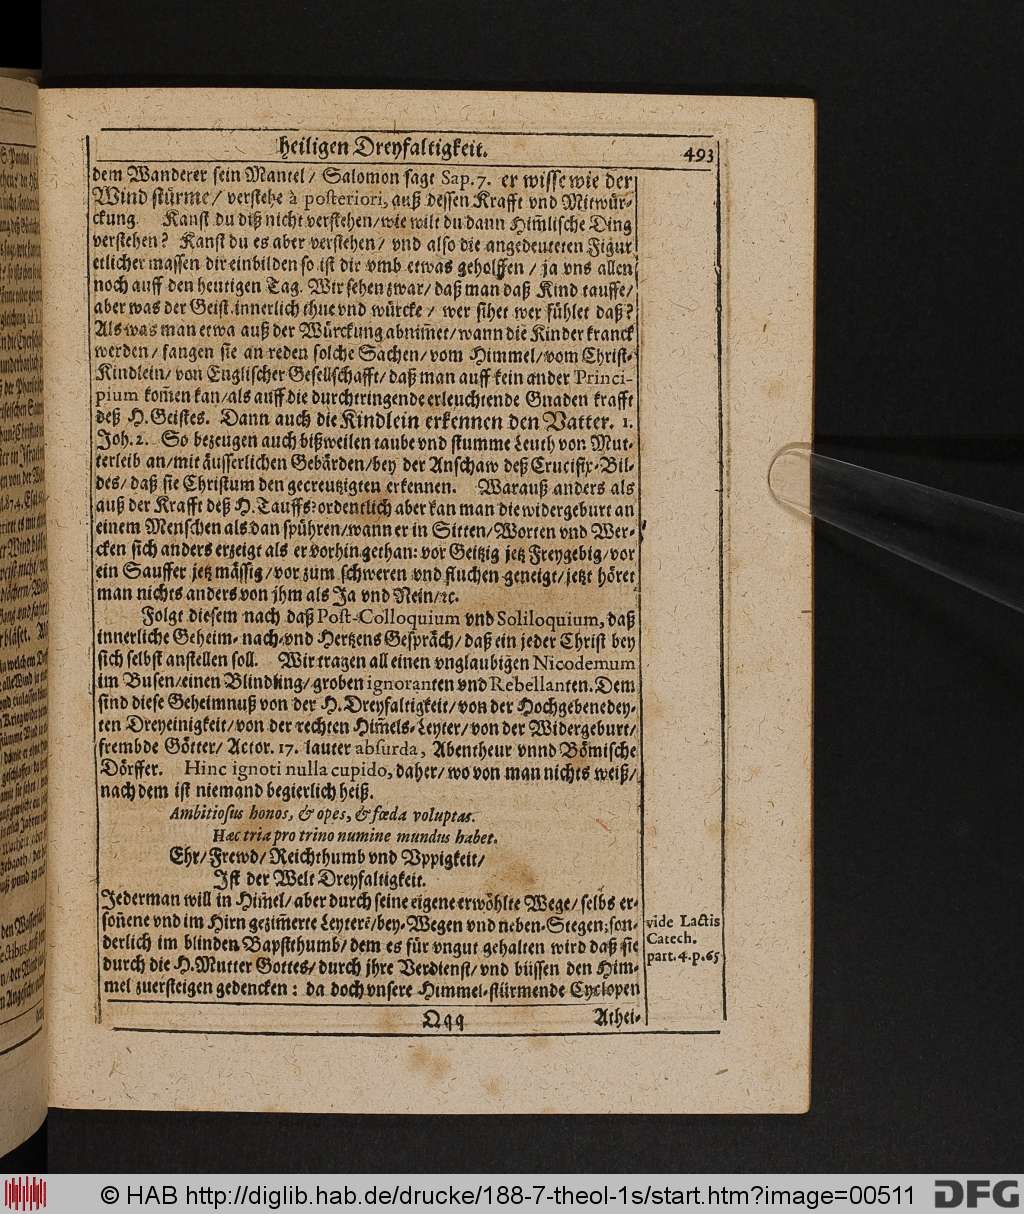 heiligen Dreyfaltigkeit. 493
dem Wanderer sein Mantel/ Salomon sagt Sap. 7. er wisse wie der
Wind stürme/ verstehe à posteriori, auß dessen Krafft vnd Mitwür-
ckung. Kanst du diß nicht verstehen/ wie wilt du dann Him̃lische Ding
verstehen? Kanst du es aber verstehen/ vnd also die angedeuteten Figur
etlicher massen dir einbilden so ist dir vmb etwas geholffen / ja vns allen
noch auff den heutigen Tag. Wir sehen zwar/ daß man daß Kind tauffe/
aber was der Geist innerlich thue vnd würcke/ wer sihet wer fühlet daß?
Als was man etwa auß der Würckung abnim̃et/ wann die Kinder kranck
werden/ fangen sie an reden solche Sachen/ vom Himmel/ vom Christ-
Kindlein/ von Englischer Gesellschafft/ daß man auff kein ander Princi-
pium kom̃en kan/ als auff die durchtringende erleuchtende Gnaden krafft
deß H. Geistes. Dann auch die Kindlein erkennen den Vatter. 1.
Joh. 2. So bezeugen auch bißweilen taube vnd stumme Leuth von Mut-
terleib an/ mit äusserlichen Gebärden/ bey der Anschaw deß Crucifix-Bil-
des/ daß sie Christum den gecreutzigten erkennen. Warauß anders als
auß der Krafft deß H. Tauffs? ordentlich aber kan man die widergeburt an
einem Menschen als dan spühren/ wann er in Sitten/ Worten vnd Wer-
cken sich anders erzeigt als er vorhin gethan: vor Geitzig jetz Freygebig/ vor
ein Sauffer jetz mässig/ vor zum schweren vnd fluchen geneigt/ jetzt höret
man nichts anders von jhm als Ja vnd Nein/ ꝛc.
Folgt diesem nach daß Post-Colloquium vnd Soliloquium, daß
innerliche Geheim- nach-vnd Hertzens Gespräch/ daß ein jeder Christ bey
sich selbst anstellen soll. Wir tragen all einen vnglaubigen Nicodemum
im Busen/ einen Blindling/ groben ignoranten vnd Rebellanten. Dem
sind diese Geheimnuß von der H. Dreyfaltigkeit/ von der Hochgebenedey-
ten Dreyeinigkeit/ von der rechten Him̃els-Leyter/ von der Widergeburt/
frembde Götter/ Actor. 17. lauter absurda, Abentheur vnnd Bömische
Dörffer. Hinc ignoti nulla cupido, daher/ wo von man nichts weiß/
nach dem ist niemand begierlich heiß.
Ambitiosus honos, & opes, & fœda voluptas.
Hæc tria pro trino numine mundus habet.
Ehr/ Frewd/ Reichthumb vnd Vppigkeit/
Ist der Welt Dreyfaltigkeit.
Jederman will in Him̃el/ aber durch seine eigene erwöhlte Wege/ selbs er-
son̄ene vnd im Hirn gezim̃erte Leyterē/ bey-Wegen vnd neben-Stegen; son-
derlich im blinden Bapstthumb/ dem es für vngut gehalten wird daß sie
durch die H. Mutter Gottes/ durch jhre Verdienst/ vnd büssen den Him-
mel zuersteigen gedencken: da doch vnsere Himmel-stürmende Cyclopen
vide Lactis
Catech.
part. 4. p. 65
Qqq Athei-
© HAB http://diglib.hab.de/drucke/188-7-theol-1s/start.htm?image=00511 DFG